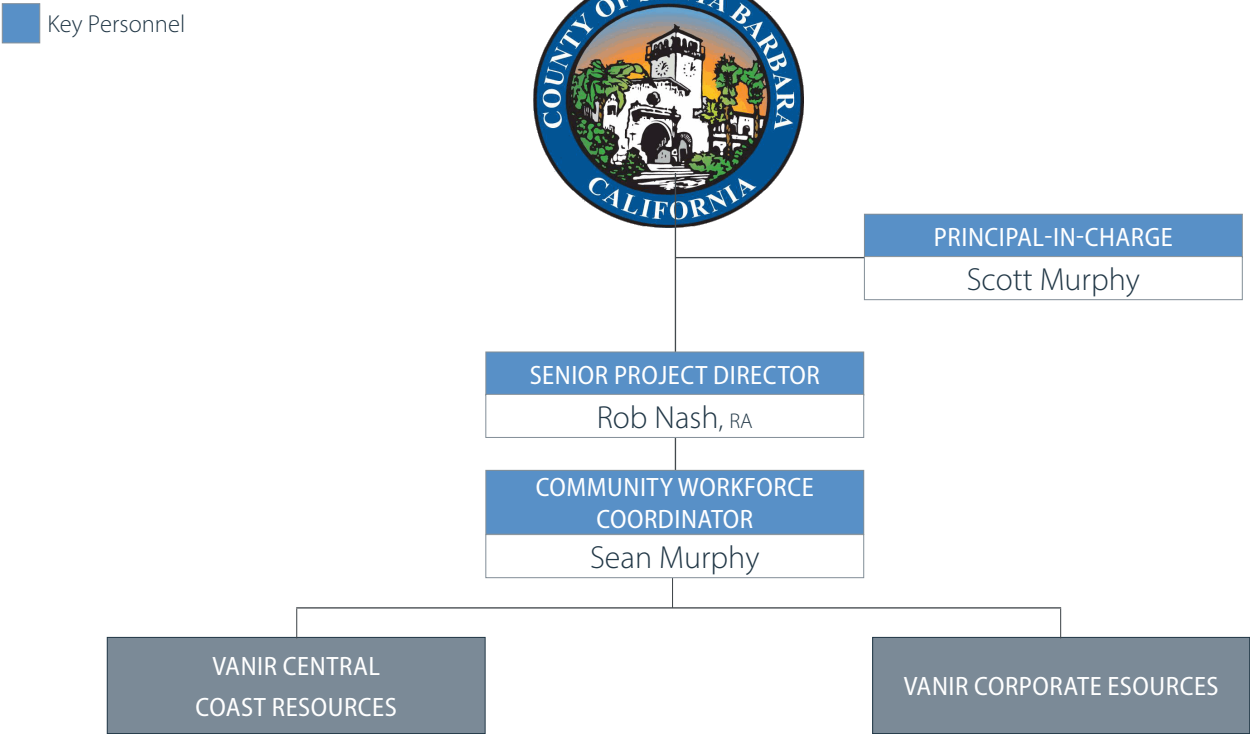 Key Personnel
COUNTY OF SANTA BARBARA
CALIFORNIA
PRINCIPAL-IN-CHARGE
Scott Murphy
SENIOR PROJECT DIRECTOR
Rob Nash, RA
COMMUNITY WORKFORCE
COORDINATOR
Sean Murphy
VANIR CENTRAL
COAST RESOURCES
VANIR CORPORATE ESOURCES